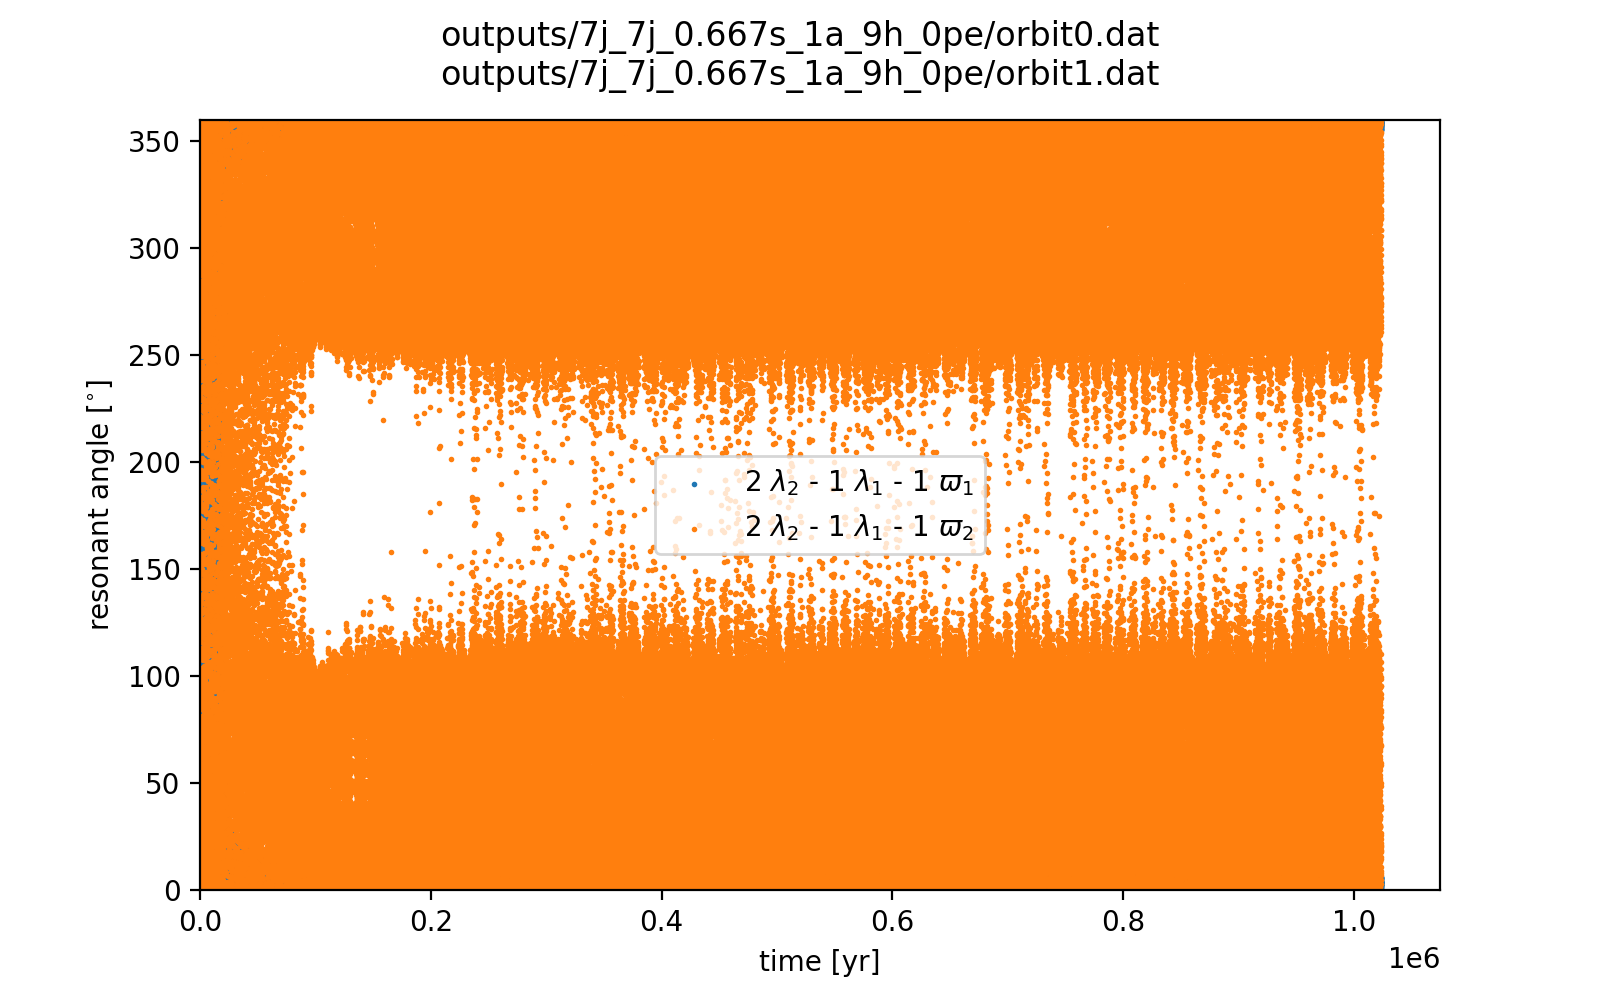 outputs/7j_7j_0.667s_1a_9h_0pe/orbit0.dat
outputs/7j_7j_0.667s_1a_9h_0pe/orbit1.dat
resonant angle [°]
350
300
250
200
150
100
50
0
2 λ₂ - 1 λ₁ - 1 ϖ₁
2 λ₂ - 1 λ₁ - 1 ϖ₂
0.0 0.2 0.4 0.6 0.8 1.0
1e6
time [yr]